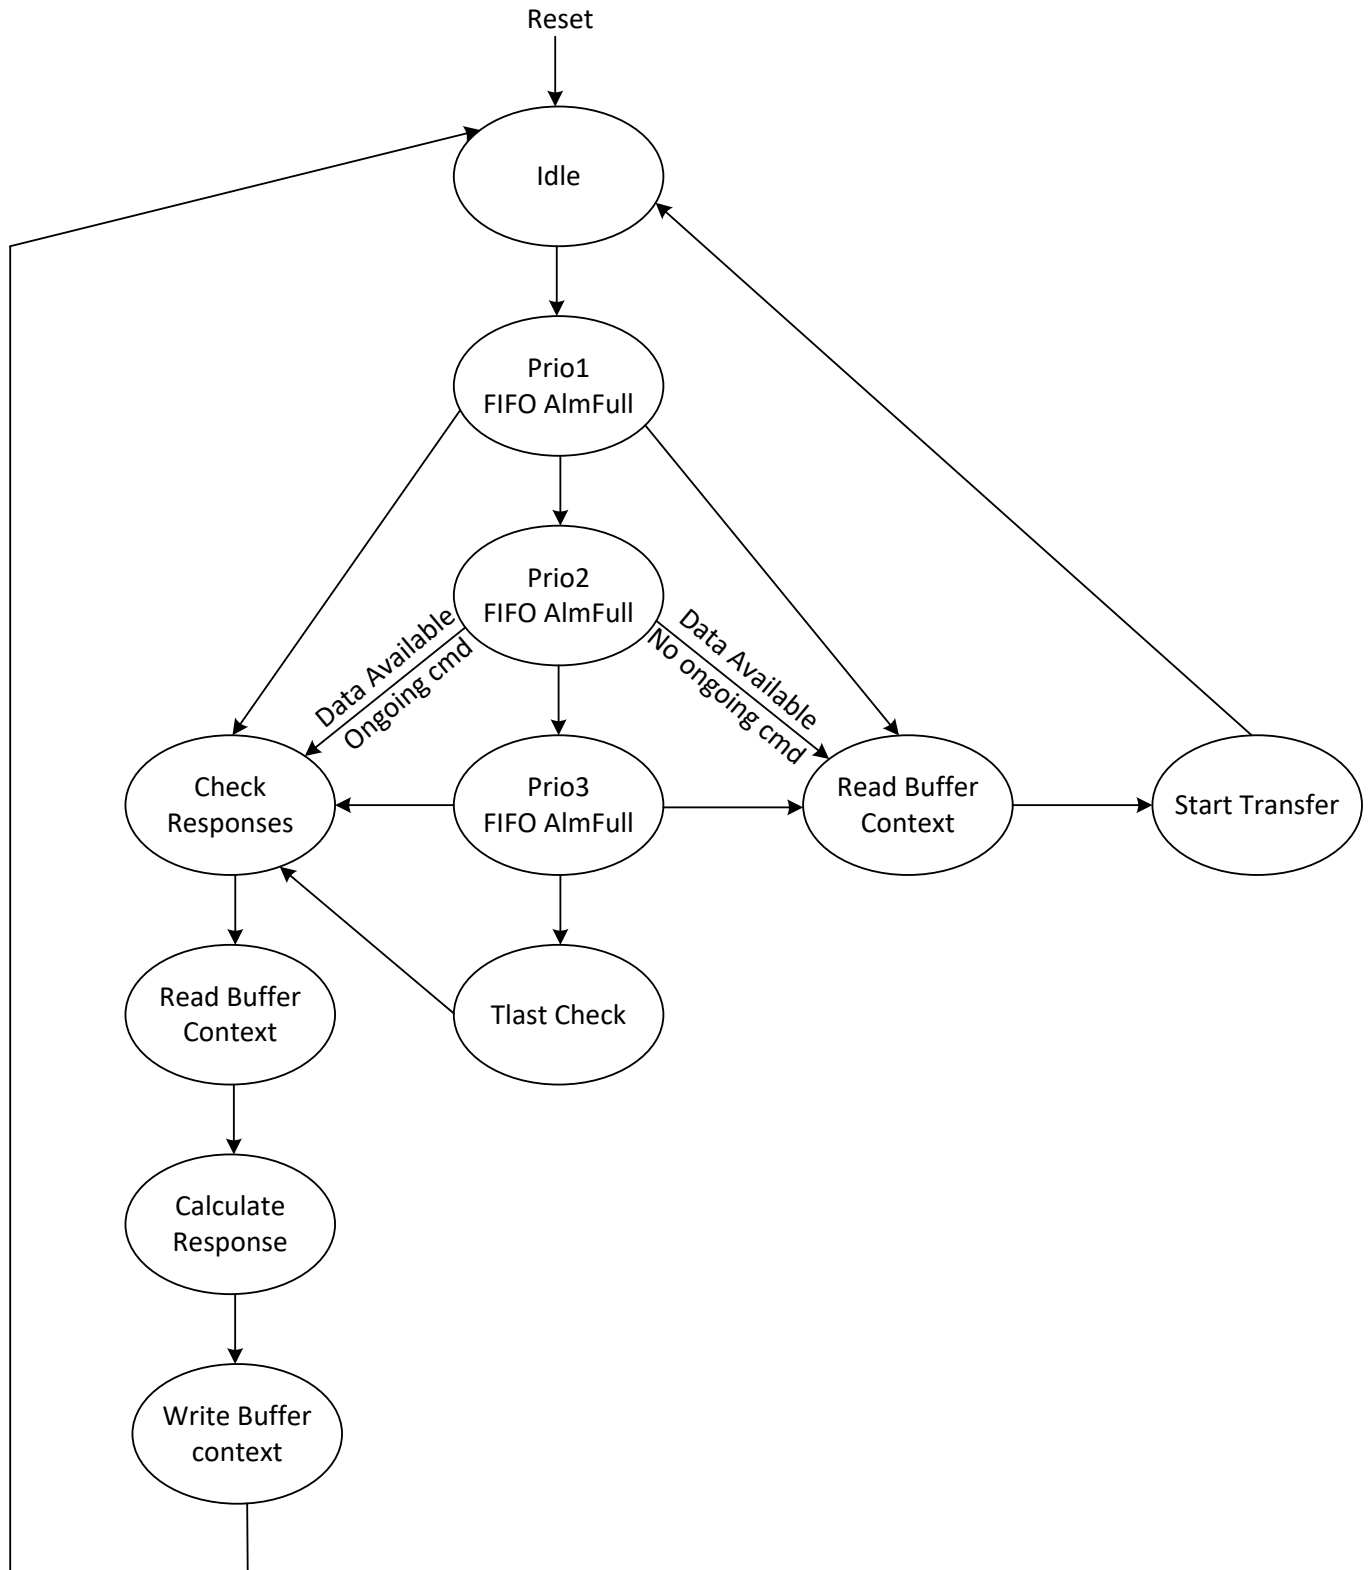 Reset
Idle
Prio1
FIFO AlmFull
Prio2
FIFO AlmFull
Data Available
Ongoing cmd
Data Available
No ongoing cmd
Check
Responses
Prio3
FIFO AlmFull
Read Buffer
Context
Start Transfer
Read Buffer
Context
Tlast Check
Calculate
Response
Write Buffer
context